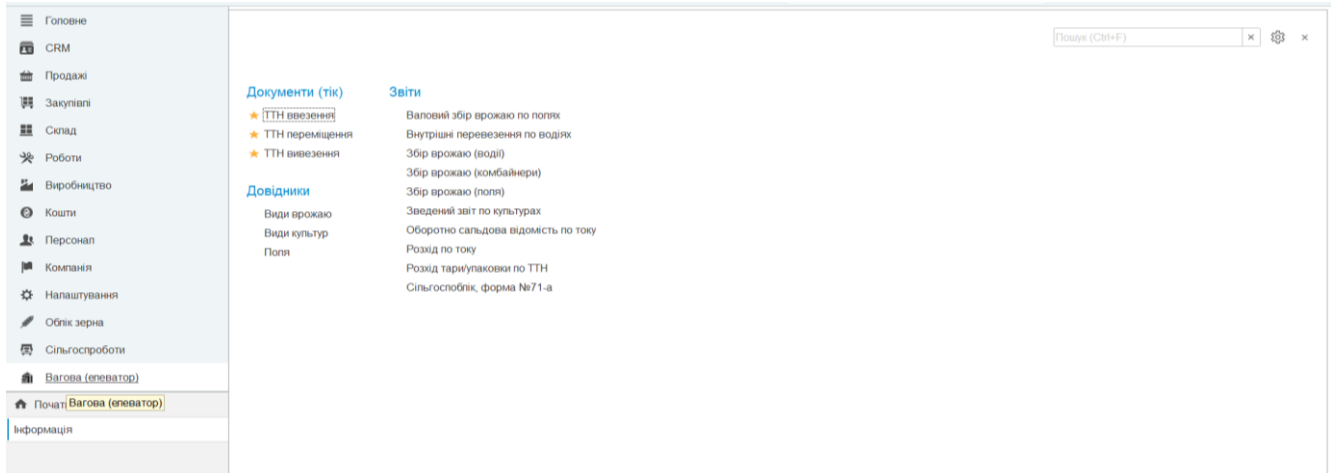 Головне
CRM
Продажі
Закупівлі
Склад
Роботи
Виробництво
Кошти
Персонал
Компанія
Налаштування
Облік зерна
Сільгоспроботи
Вагова (елеватор)
Почат
Вагова (елеватор)
Інформація
Пошук (Ctrl+F)
Документи (тік)
ТТН ввезення
ТТН переміщення
ТТН вивезення
Довідники
Види врожаю
Види культур
Поля
Звіти
Валовий збір врожаю по полях
Внутрішні перевезення по водіях
Збір врожаю (водії)
Збір врожаю (комбайнери)
Збір врожаю (поля)
Зведений звіт по культурах
Оборотно сальдова відомість по току
Розхід по току
Розхід тари/упаковки по ТТН
Сільгоспоблік, форма №71-а